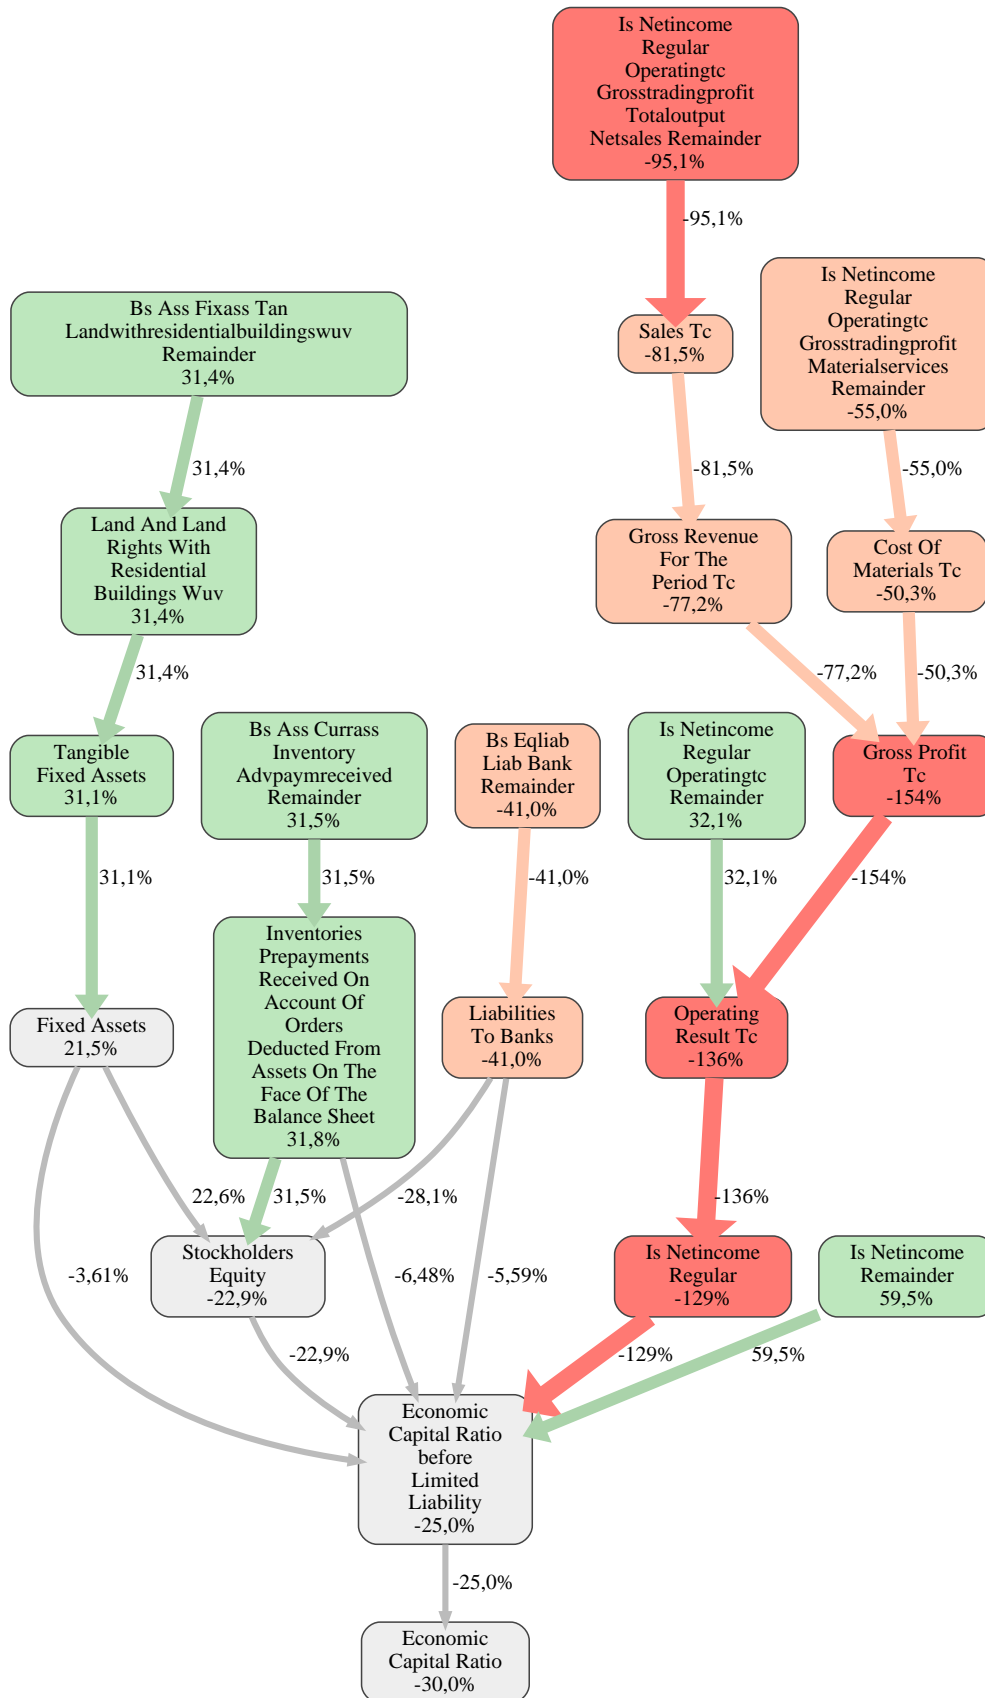 Is Netincome
Regular
Operatingtc
Grosstradingprofit
Totaloutput
Netsales Remainder
-95,1%
-95,1%
Bs Ass Fixass Tan
Landwithresidentialbuildingswuv
Remainder
31,4%
Sales Tc
-81,5%
Is Netincome
Regular
Operatingtc
Grosstradingprofit
Materialservices
Remainder
-55,0%
31,4%
-81,5%
-55,0%
Land And Land
Rights With
Residential
Buildings Wuv
31,4%
Gross Revenue
For The
Period Tc
-77,2%
Cost Of
Materials Tc
-50,3%
31,4%
-77,2%
-50,3%
Tangible
Fixed Assets
31,1%
Bs Ass Currass
Inventory
Advpaymreceived
Remainder
31,5%
Bs Eqliab
Liab Bank
Remainder
-41,0%
Is Netincome
Regular
Operatingtc
Remainder
32,1%
Gross Profit
Tc
-154%
31,1%
31,5%
-41,0%
32,1%
-154%
Fixed Assets
21,5%
Inventories
Prepayments
Received On
Account Of
Orders
Deducted From
Assets On The
Face Of The
Balance Sheet
31,8%
Liabilities
To Banks
-41,0%
Operating
Result Tc
-136%
22,6%
31,5%
-28,1%
-136%
-3,61%
Stockholders
Equity
-22,9%
-6,48%
-5,59%
Is Netincome
Regular
-129%
Is Netincome
Remainder
59,5%
-22,9%
-129%
59,5%
Economic
Capital Ratio
before
Limited
Liability
-25,0%
-25,0%
Economic
Capital Ratio
-30,0%